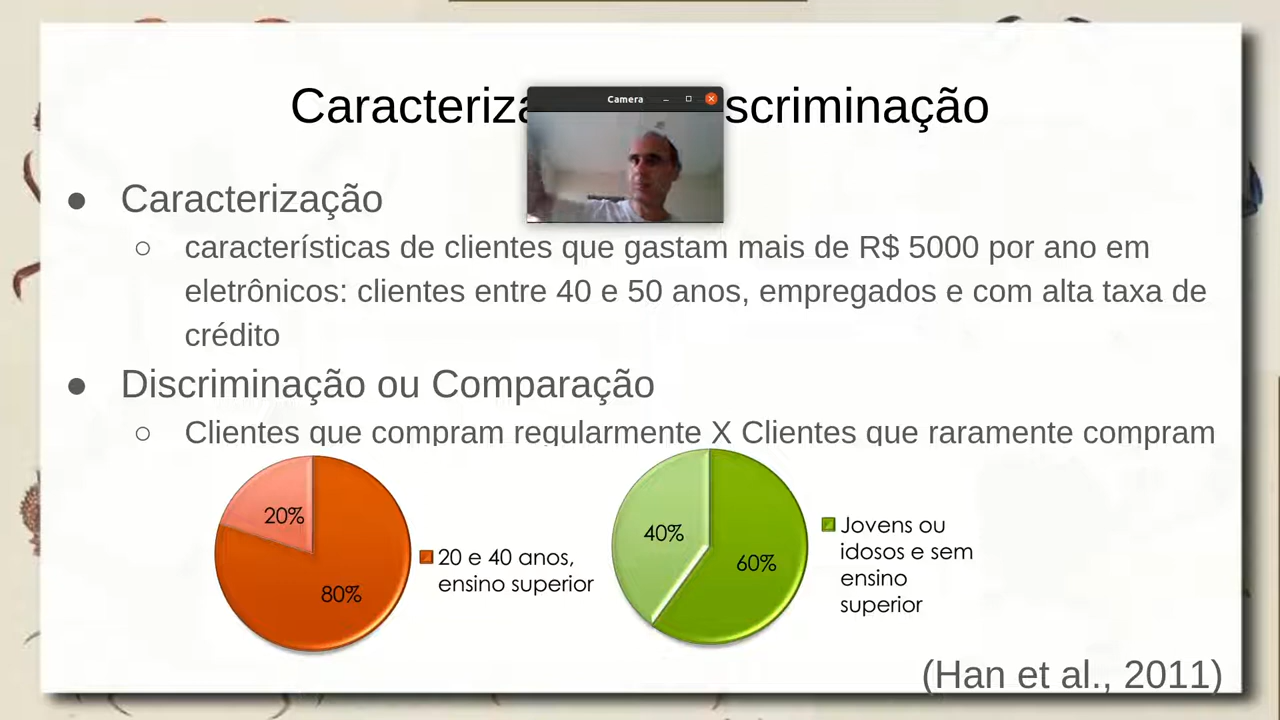 Caracteriza scriminação
Camera
Caracterização
características de clientes que gastam mais de R$ 5000 por ano em
eletrônicos: clientes entre 40 e 50 anos, empregados e com alta taxa de
crédito
Discriminação ou Comparação
Clientes que compram regularmente X Clientes que raramente compram
20%
80%
20 e 40 anos,
ensino superior
40%
60%
Jovens ou
idosos e sem
ensino
superior
(Han et al., 2011)